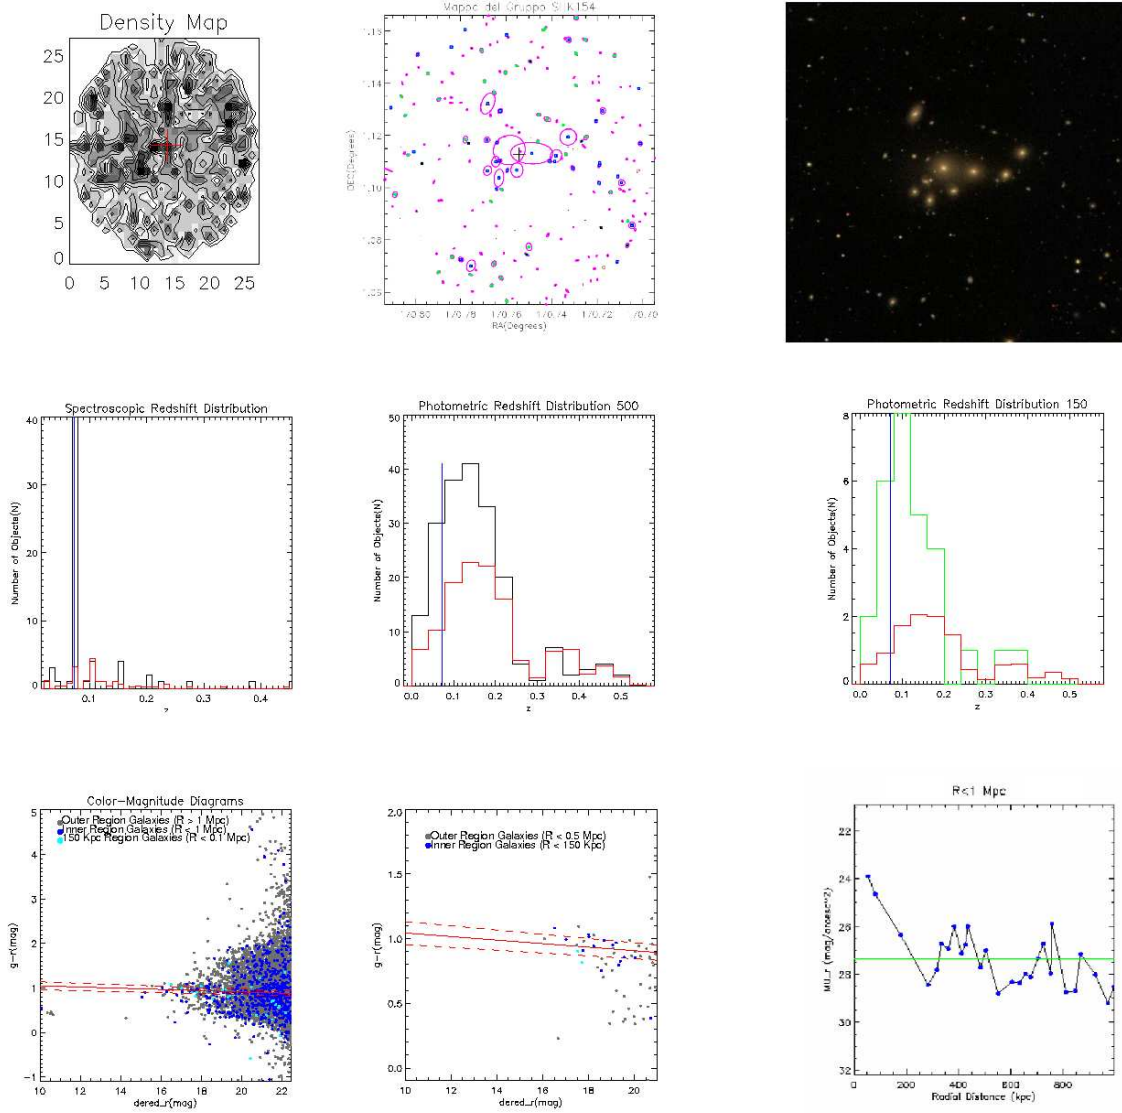 Density Map
25
20
15
10
5
0
0 5 10 15 20 25
Mappa del Gruppo SHK154
DEC(Degrees)
RA(Degrees)
Spectroscopic Redshift Distribution
Number of Objects(N)
40
30
20
10
0
0.1 0.2 0.3 0.4
z
Photometric Redshift Distribution 500
Number of Objects(N)
50
40
30
20
10
0
0.0 0.1 0.2 0.3 0.4 0.5
z
Photometric Redshift Distribution 150
Number of Objects(N)
8
6
4
2
0
0.0 0.1 0.2 0.3 0.4 0.5
z
Color-Magnitude Diagrams
Outer Region Galaxies (R > 1 Mpc)
Inner Region Galaxies (R < 1 Mpc)
150 Kpc Region Galaxies (R < 0.1 Mpc)
g-r(mag)
5
4
3
2
1
0
-1
10 12 14 16 18 20 22
dered_r(mag)
Outer Region Galaxies (R < 0.5 Mpc)
Inner Region Galaxies (R < 150 Kpc)
g-r(mag)
2.0
1.5
1.0
0.5
0.0
10 12 14 16 18 20
dered_r(mag)
R<1 Mpc
MU_r (mag/arcsec^2)
22
24
26
28
30
32
0 200 400 600 800
Radial Distance (kpc)